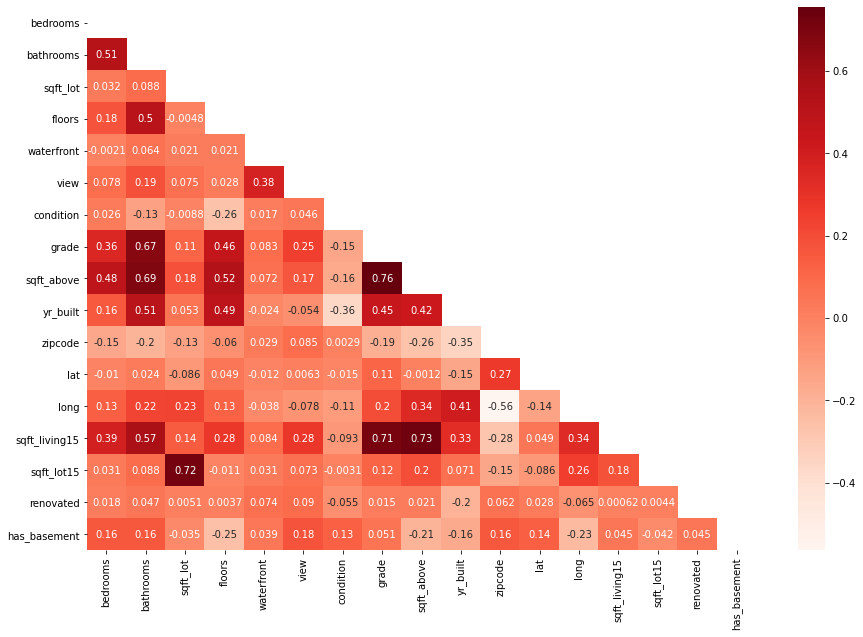 bedrooms
bathrooms 0.51
sqft_lot 0.032 0.088
floors 0.18 0.5 -0.0048
waterfront -0.0021 0.064 0.021 0.021
view 0.078 0.19 0.075 0.028 0.38
condition 0.026 -0.13 -0.0088 -0.26 0.017 0.046
grade 0.36 0.67 0.11 0.46 0.083 0.25 -0.15
sqft_above 0.48 0.69 0.18 0.52 0.072 0.17 -0.16 0.76
yr_built 0.16 0.51 0.053 0.49 -0.024 -0.054 -0.36 0.45 0.42
zipcode -0.15 -0.2 -0.13 -0.06 0.029 0.085 0.0029 -0.19 -0.26 -0.35
lat -0.01 0.024 -0.086 0.049 -0.012 0.0063 -0.015 0.11 -0.0012 -0.15 0.27
long 0.13 0.22 0.23 0.13 -0.038 -0.078 -0.11 0.2 0.34 0.41 -0.56 -0.14
sqft_living15 0.39 0.57 0.14 0.28 0.084 0.28 -0.093 0.71 0.73 0.33 -0.28 0.049 0.34
sqft_lot15 0.031 0.088 0.72 -0.011 0.031 0.073 -0.0031 0.12 0.2 0.071 -0.15 -0.086 0.26 0.18
renovated 0.018 0.047 0.0051 0.0037 0.074 0.09 -0.055 0.015 0.021 -0.2 0.062 0.028 -0.065 0.00062 0.0044
has_basement 0.16 0.16 -0.035 -0.25 0.039 0.18 0.13 0.051 -0.21 -0.16 0.16 0.14 -0.23 0.045 -0.042 0.045
bedrooms bathrooms sqft_lot floors waterfront view condition grade sqft_above yr_built zipcode lat long sqft_living15 sqft_lot15 renovated has_basement
0.6
0.4
0.2
0.0
−0.2
−0.4